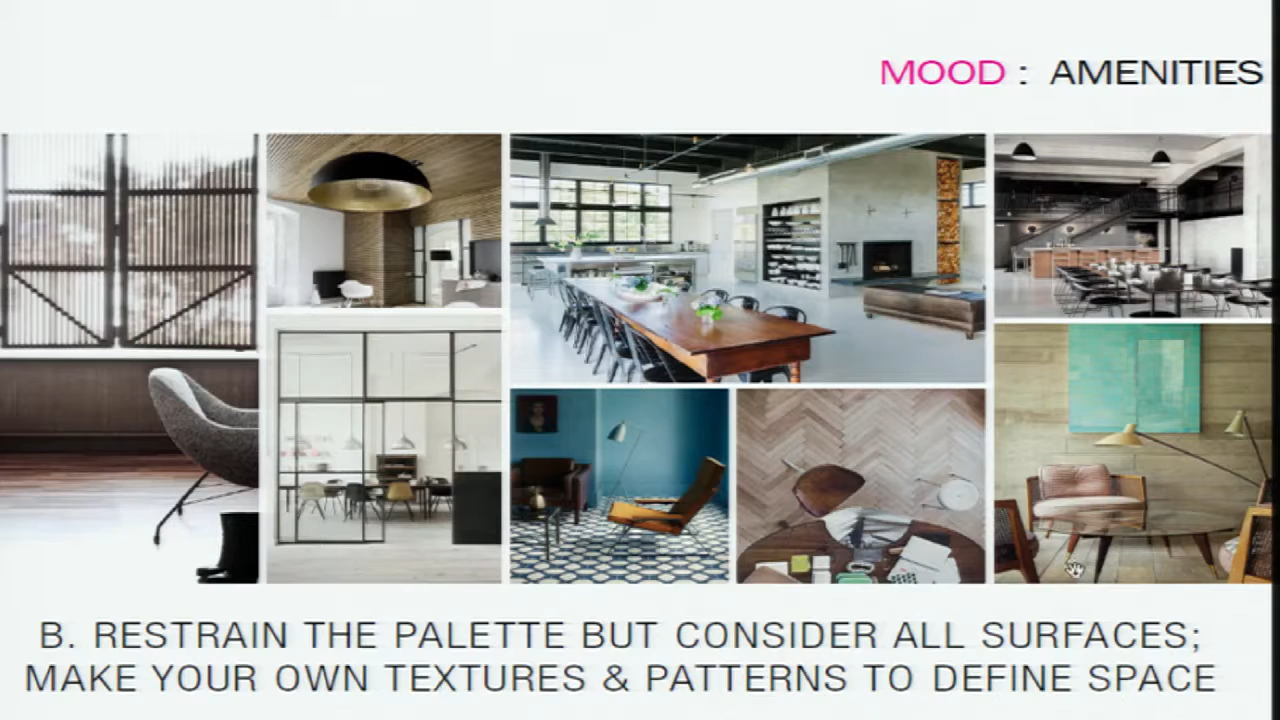 MOOD : AMENITIES
B. RESTRAIN THE PALETTE BUT CONSIDER ALL SURFACES;
MAKE YOUR OWN TEXTURES & PATTERNS TO DEFINE SPACE